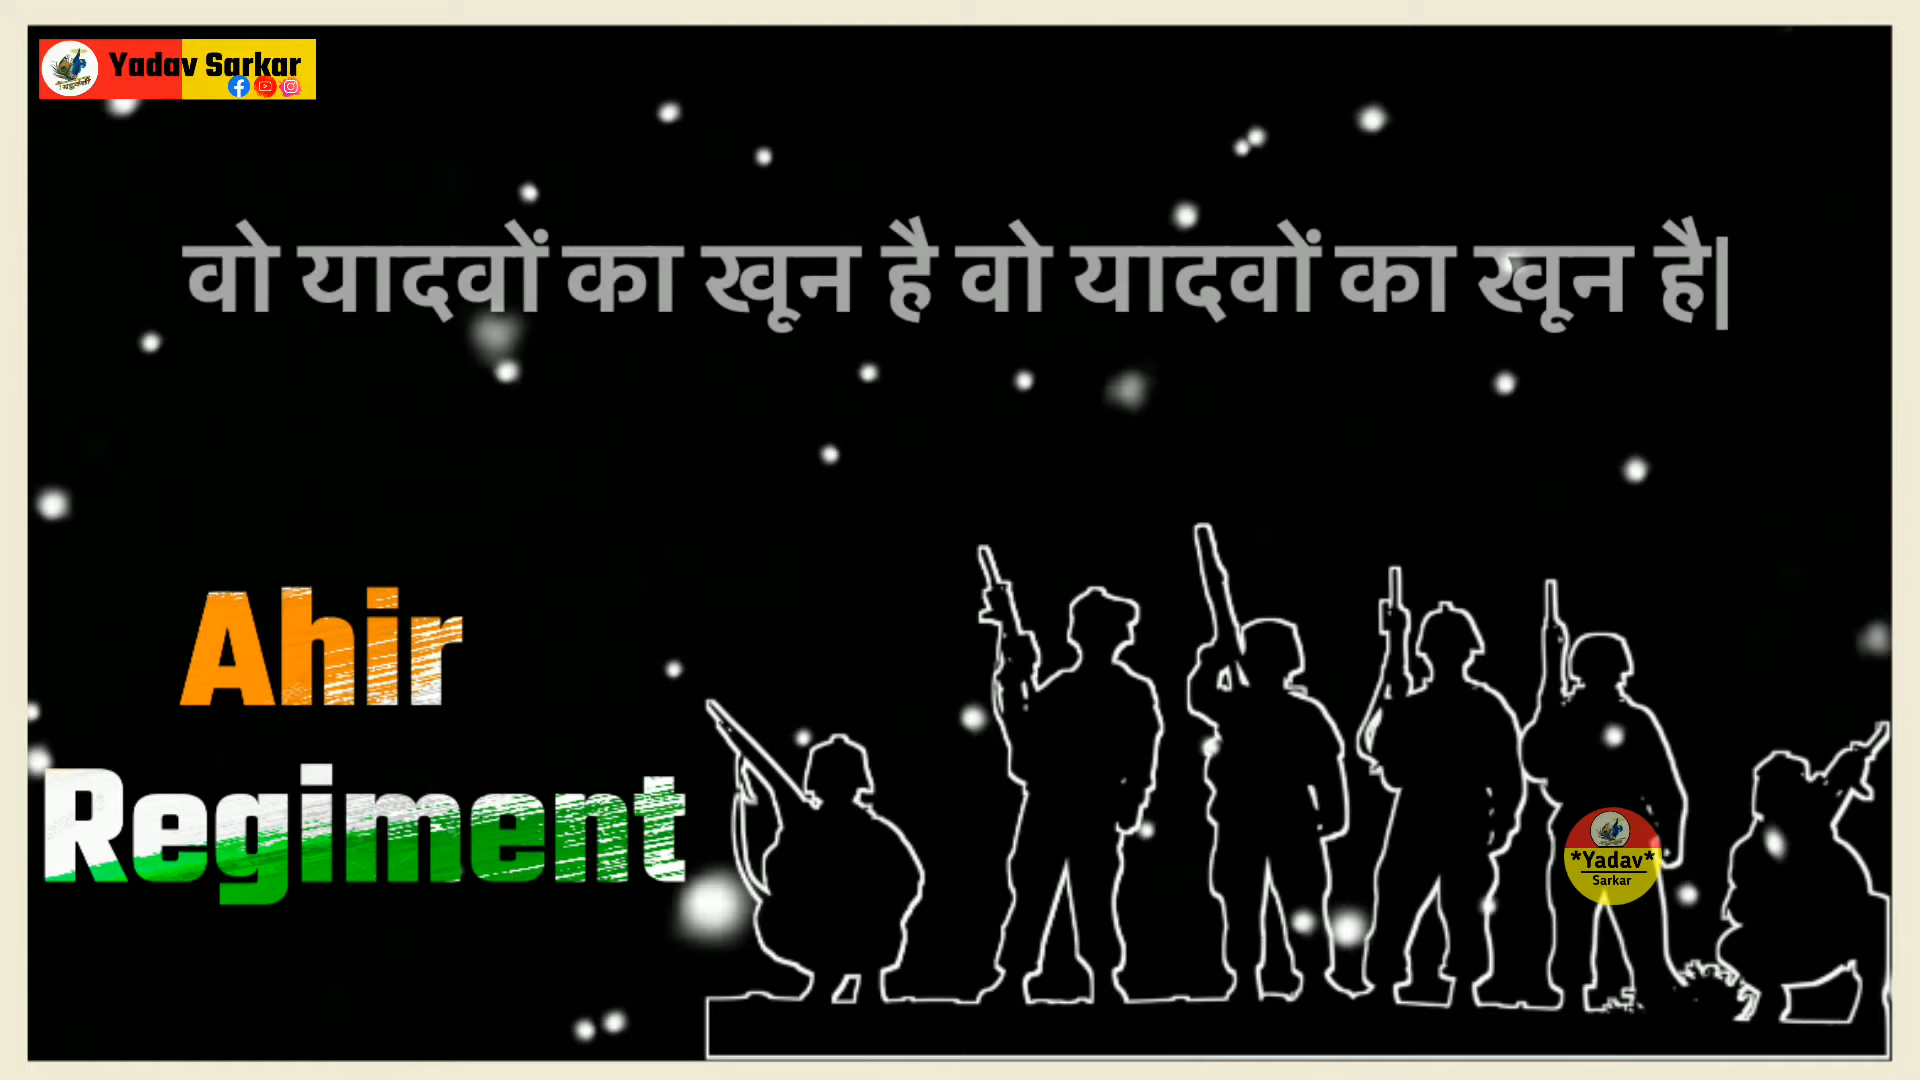 Yadav Sarkar
वो यादवों का खून है वो यादवों का खून है|
Ahir
Regiment
*Yadav*
Sarkar